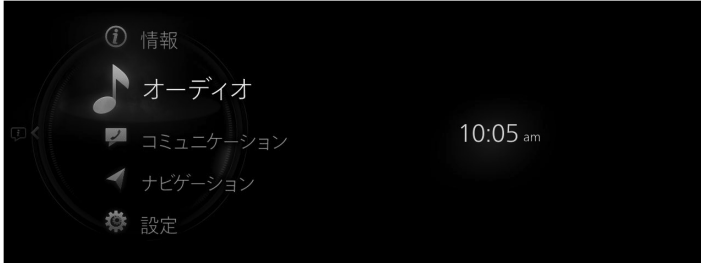 情報
オーディオ
コミュニケーション
ナビゲーション
設定
10:05 am